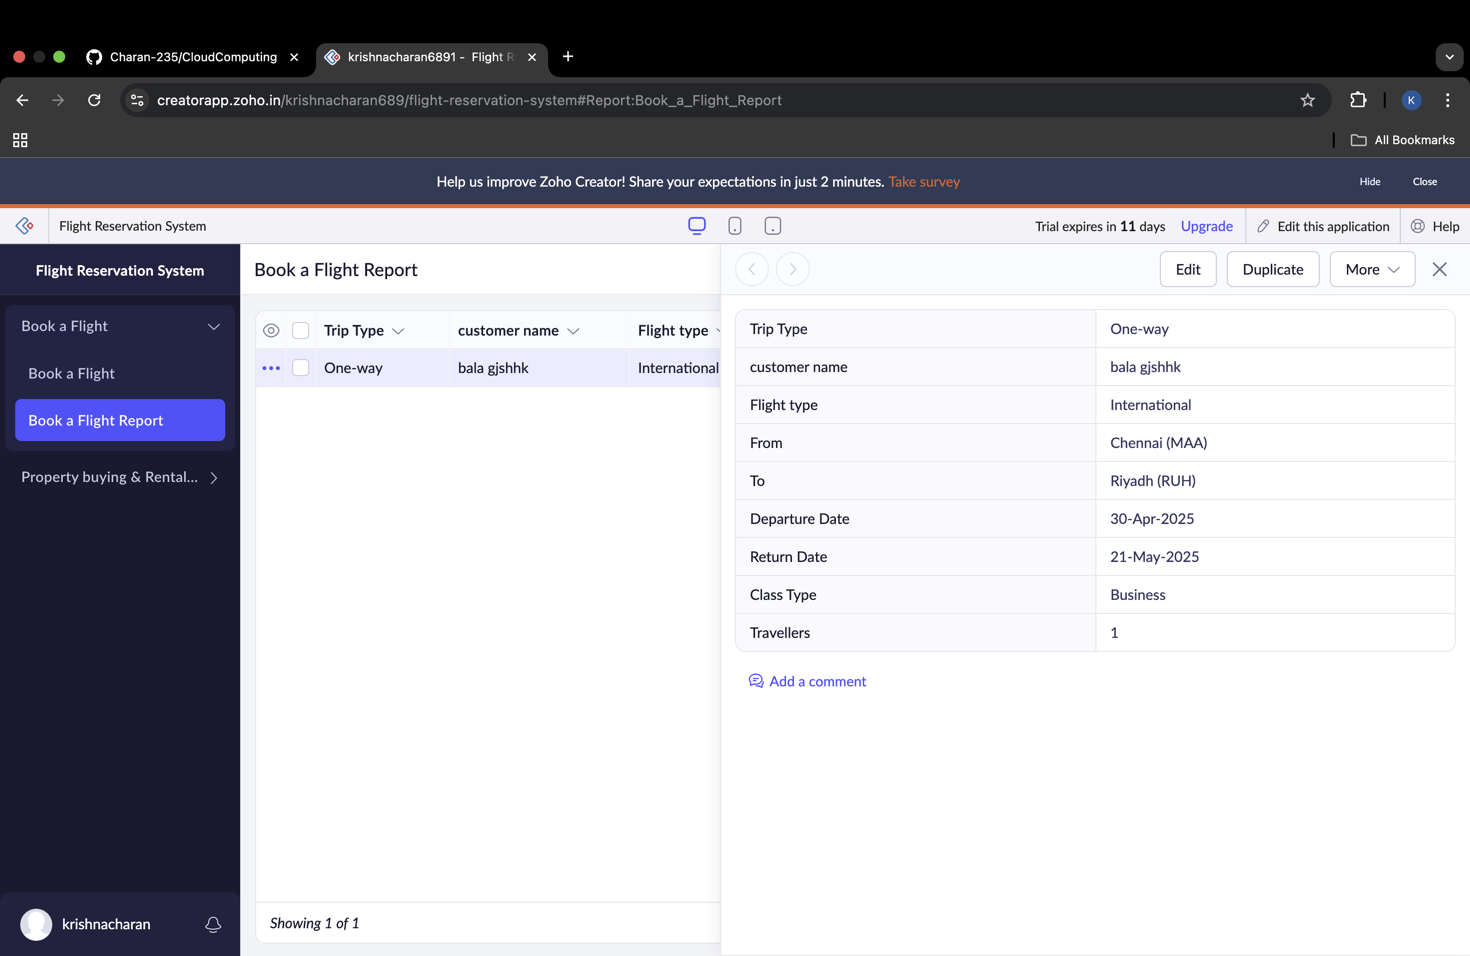 Charan-235/CloudComputing
krishnacharan6891 - Flight R
creatorapp.zoho.in/krishnacharan689/flight-reservation-system#Report:Book_a_Flight_Report
K
All Bookmarks
Help us improve Zoho Creator! Share your expectations in just 2 minutes. Take survey
Hide
Close
Flight Reservation System
Trial expires in 11 days
Upgrade
Edit this application
Help
Flight Reservation System
Book a Flight
Book a Flight
Book a Flight Report
Property buying & Rental...
krishnacharan
Book a Flight Report
Trip Type
customer name
Flight type
One-way
bala gjshhk
International
Showing 1 of 1
Edit
Duplicate
More
Trip Type One-way
customer name bala gjshhk
Flight type International
From Chennai (MAA)
To Riyadh (RUH)
Departure Date 30-Apr-2025
Return Date 21-May-2025
Class Type Business
Travellers 1
Add a comment